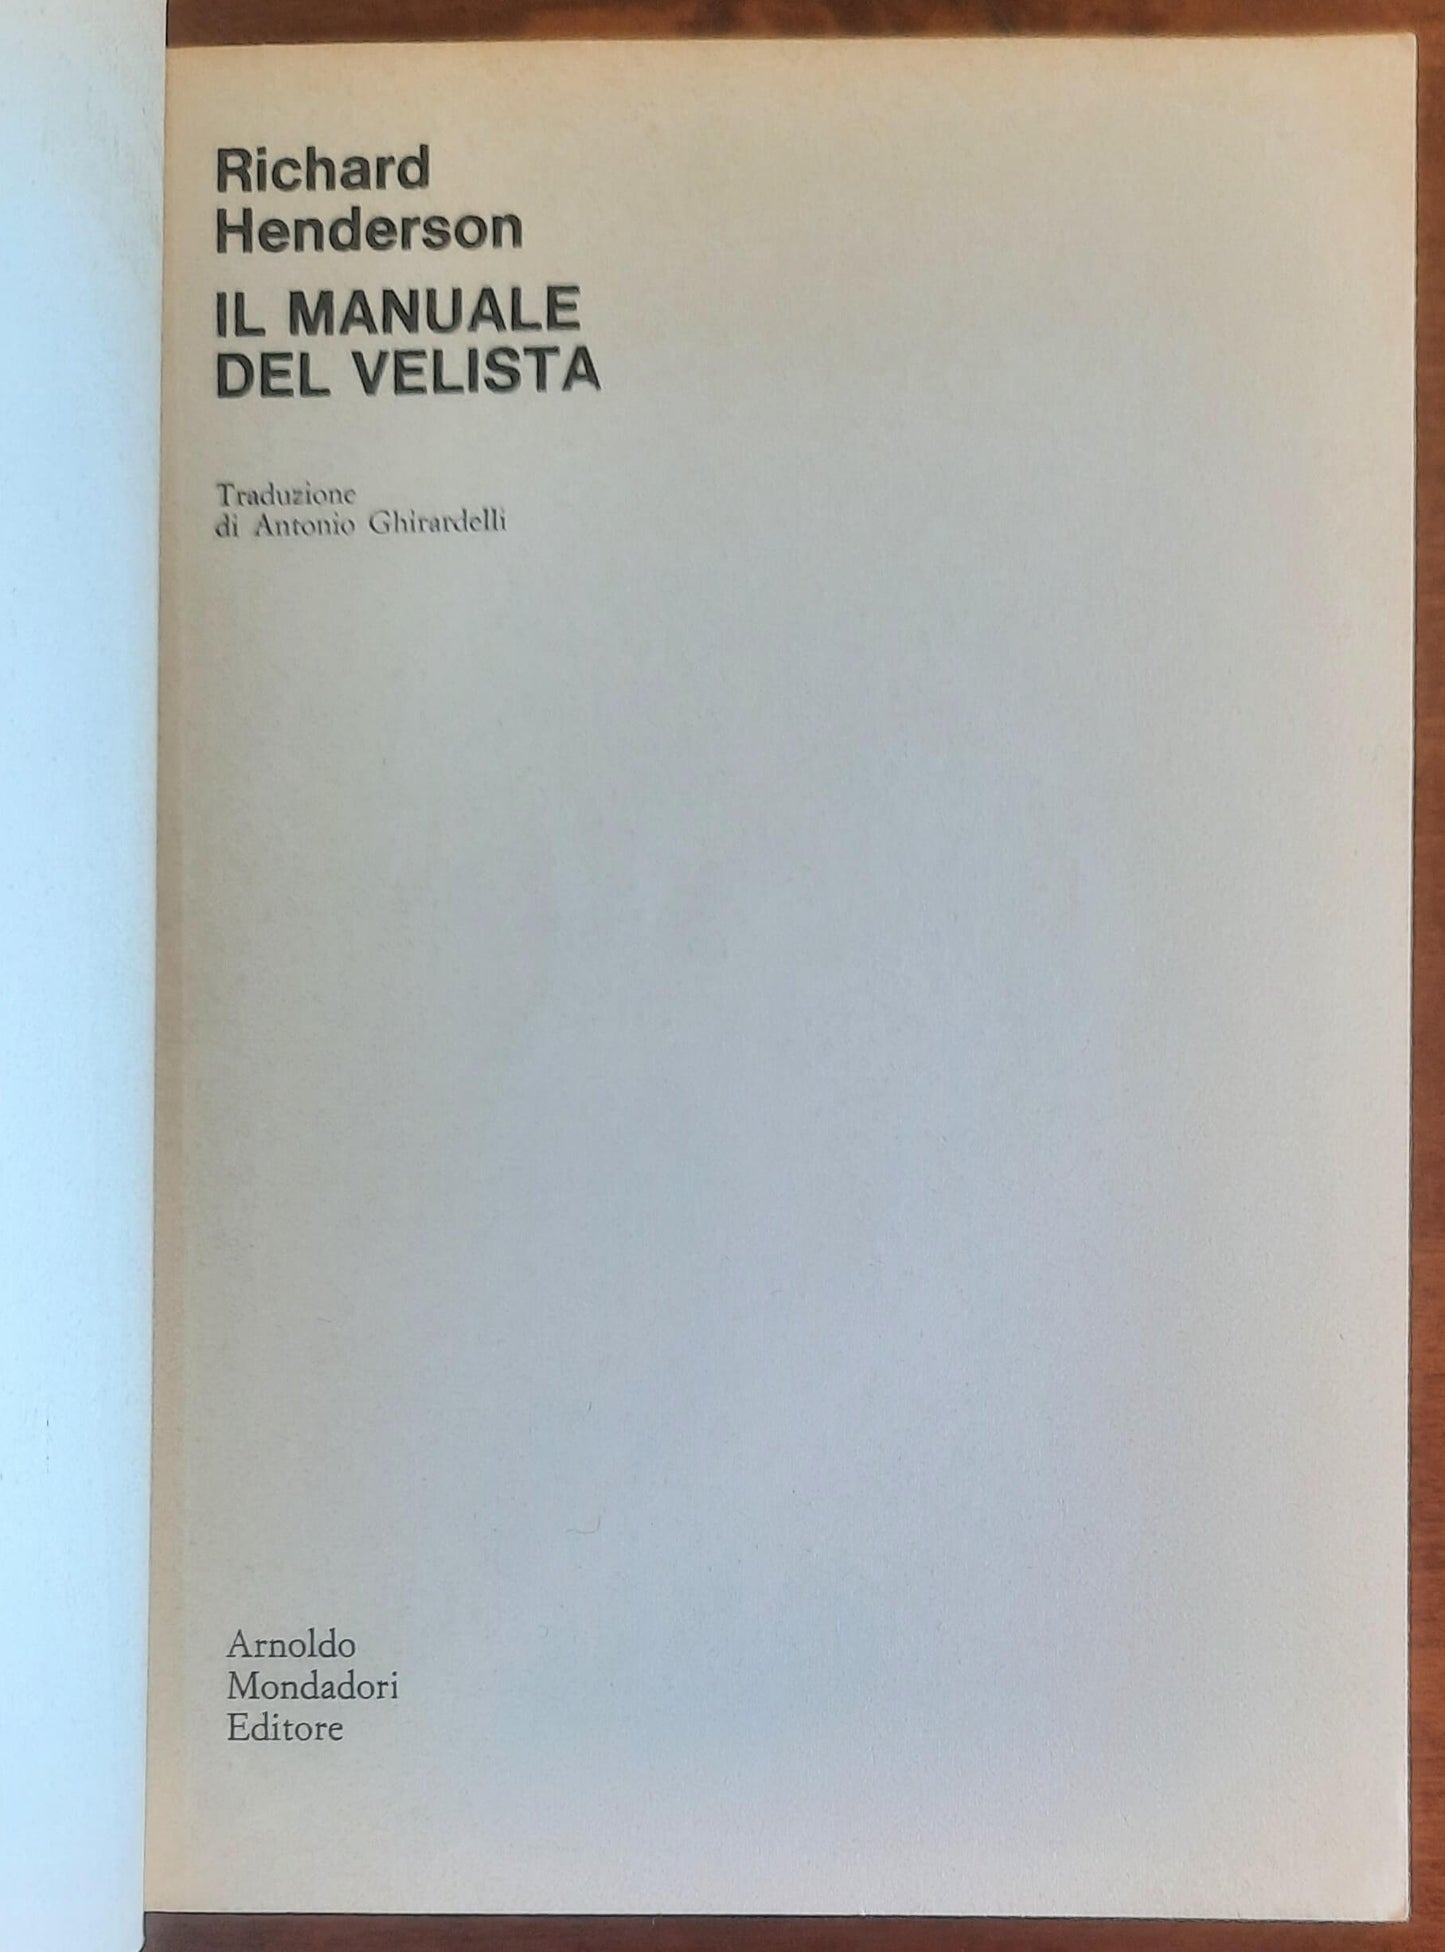 Richard
Henderson
IL MANUALE
DEL VELISTA
Traduzione
di Antonio Ghirardelli
Arnoldo
Mondadori
Editore